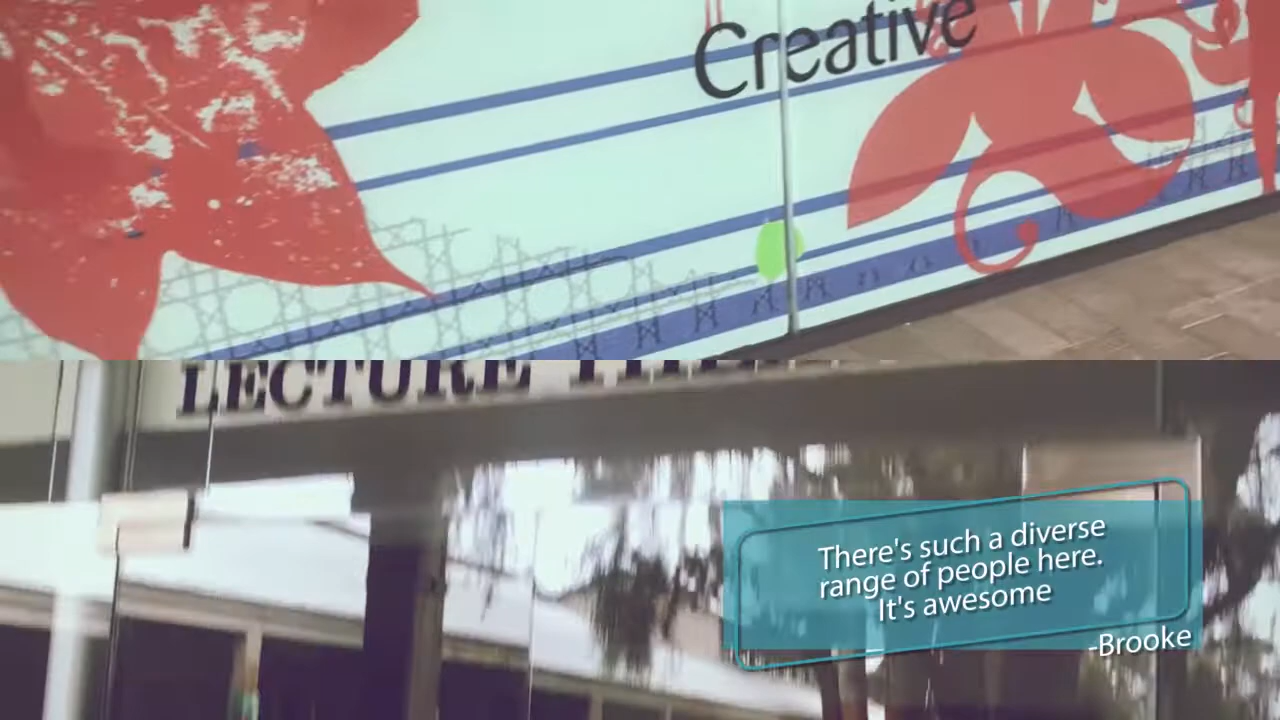 Creative
LECTURE
There's such a diverse
range of people here.
It's awesome
-Brooke